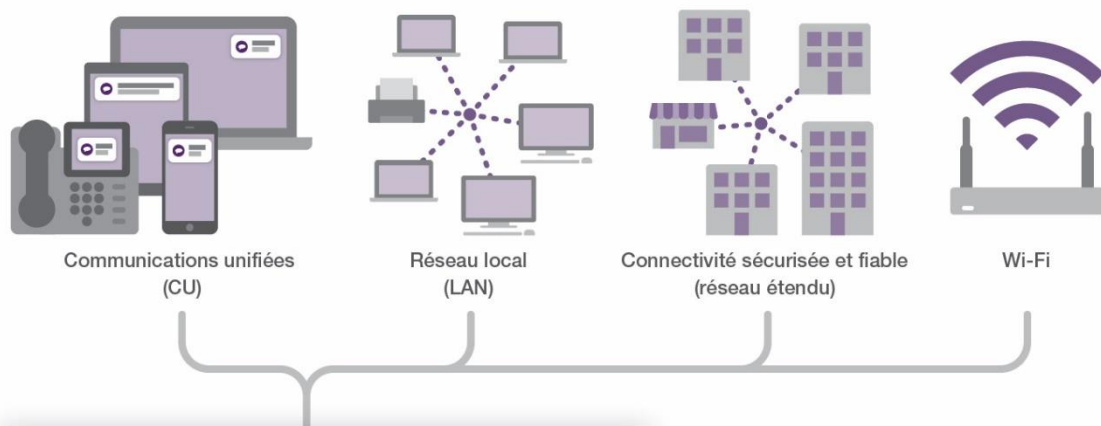 Communications unifiées
(CU)
Réseau local
(LAN)
Connectivité sécurisée et fiable
(réseau étendu)
Wi-Fi